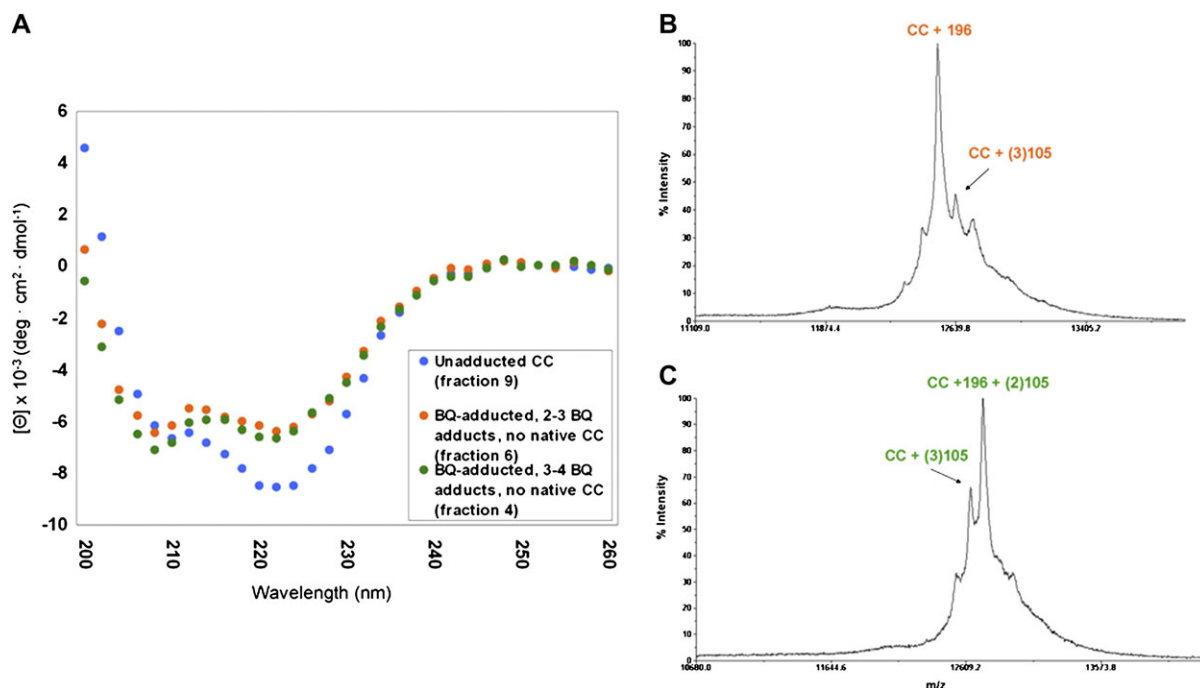 A
6
4
2
0
-2
-4
-6
-8
-10
[Θ] x 10⁻³ (deg · cm² · dmol⁻¹)
200
210
220
230
240
250
260
Wavelength (nm)
Unadducted CC
(fraction 9)
BQ-adducted, 2-3 BQ
adducts, no native CC
(fraction 6)
BQ-adducted, 3-4 BQ
adducts, no native CC
(fraction 4)
B
CC + 196
CC + (3)105
100
90
80
70
60
50
40
30
20
10
0
% Intensity
11109.0
11874.4
12639.8
13405.2
C
CC +196 + (2)105
CC + (3)105
100
90
80
70
60
50
40
30
20
10
0
% Intensity
10680.0
11644.6
12609.2
13573.8
m/z